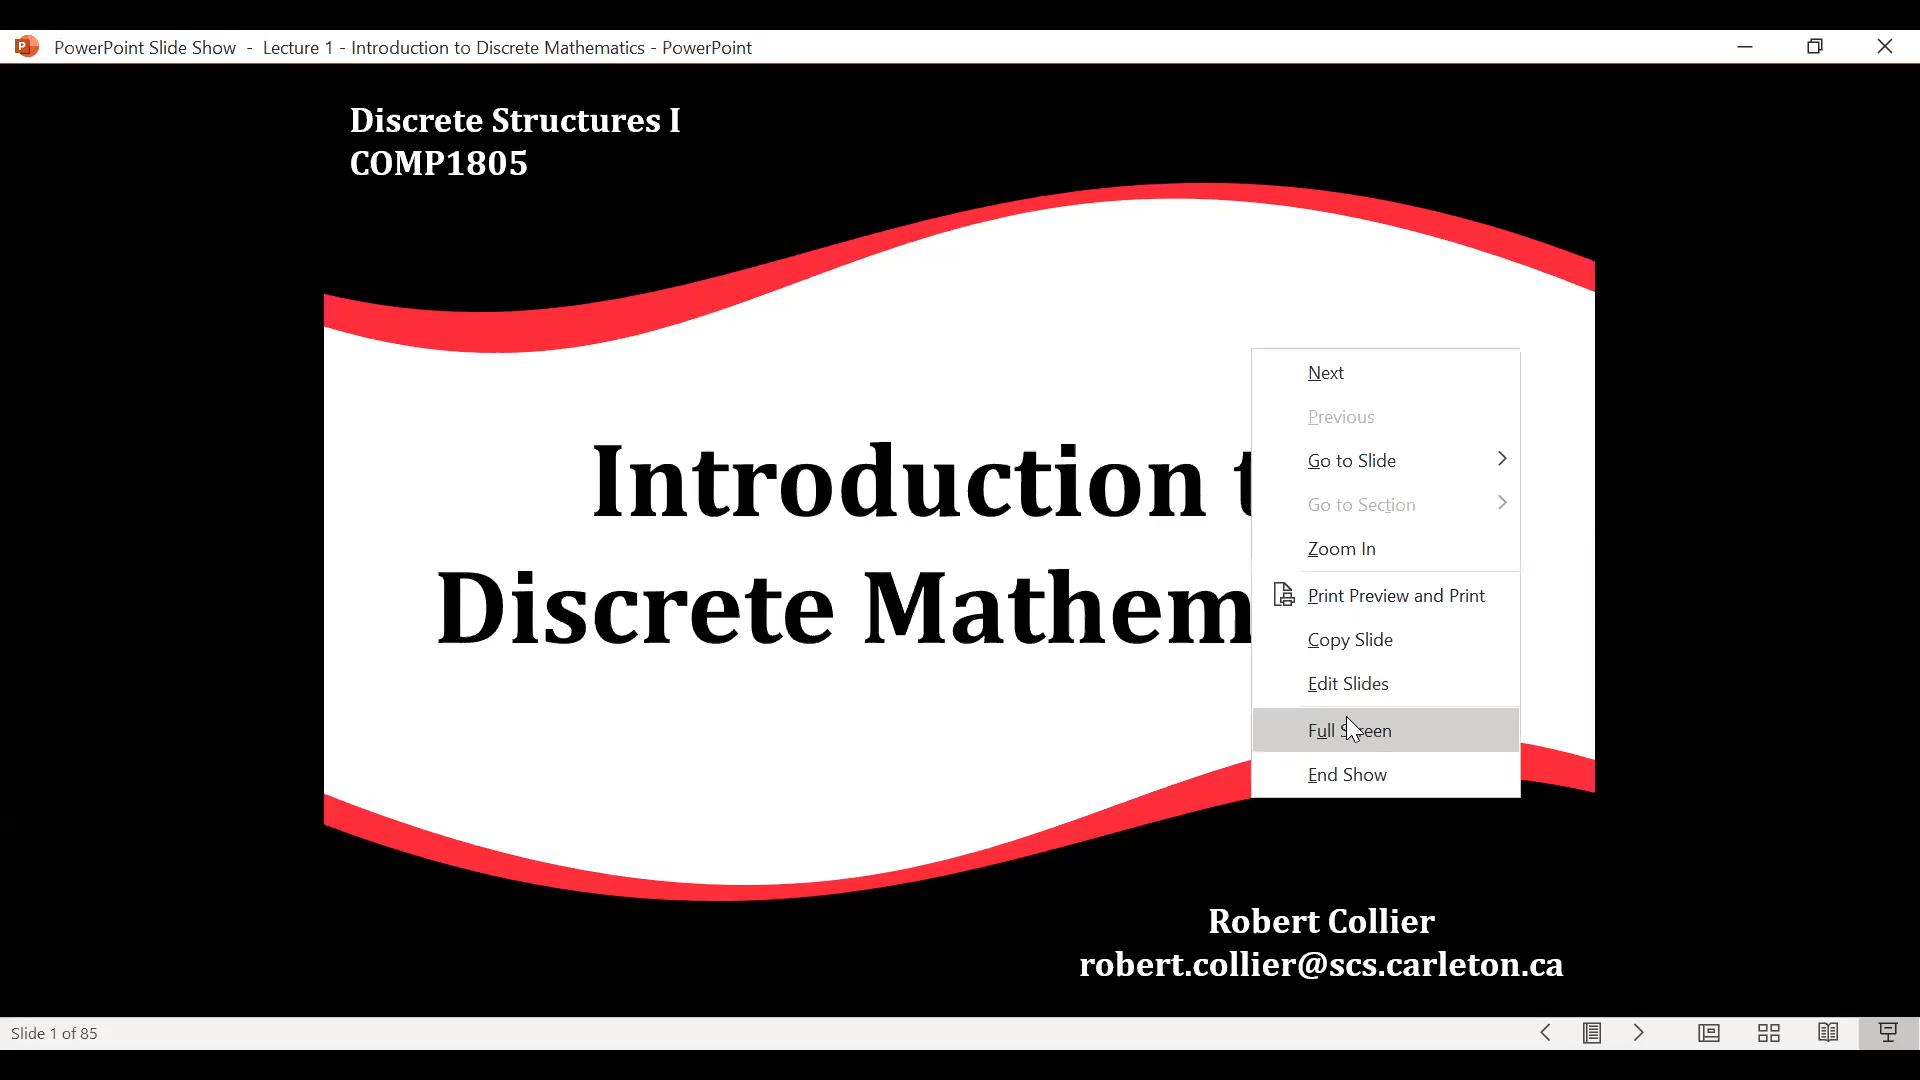 PowerPoint Slide Show - Lecture 1 - Introduction to Discrete Mathematics - PowerPoint
Discrete Structures I
COMP1805
Introduction t
Discrete Mathem
Next
Previous
Go to Slide
Go to Section
Zoom In
Print Preview and Print
Copy Slide
Edit Slides
Full Screen
End Show
Robert Collier
robert.collier@scs.carleton.ca
Slide 1 of 85